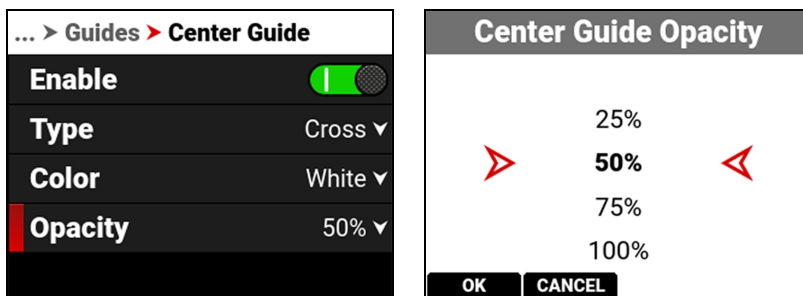 ... > Guides > Center Guide
Enable
Type Cross
Color White
Opacity 50%
Center Guide Opacity
25%
50%
75%
100%
OK CANCEL